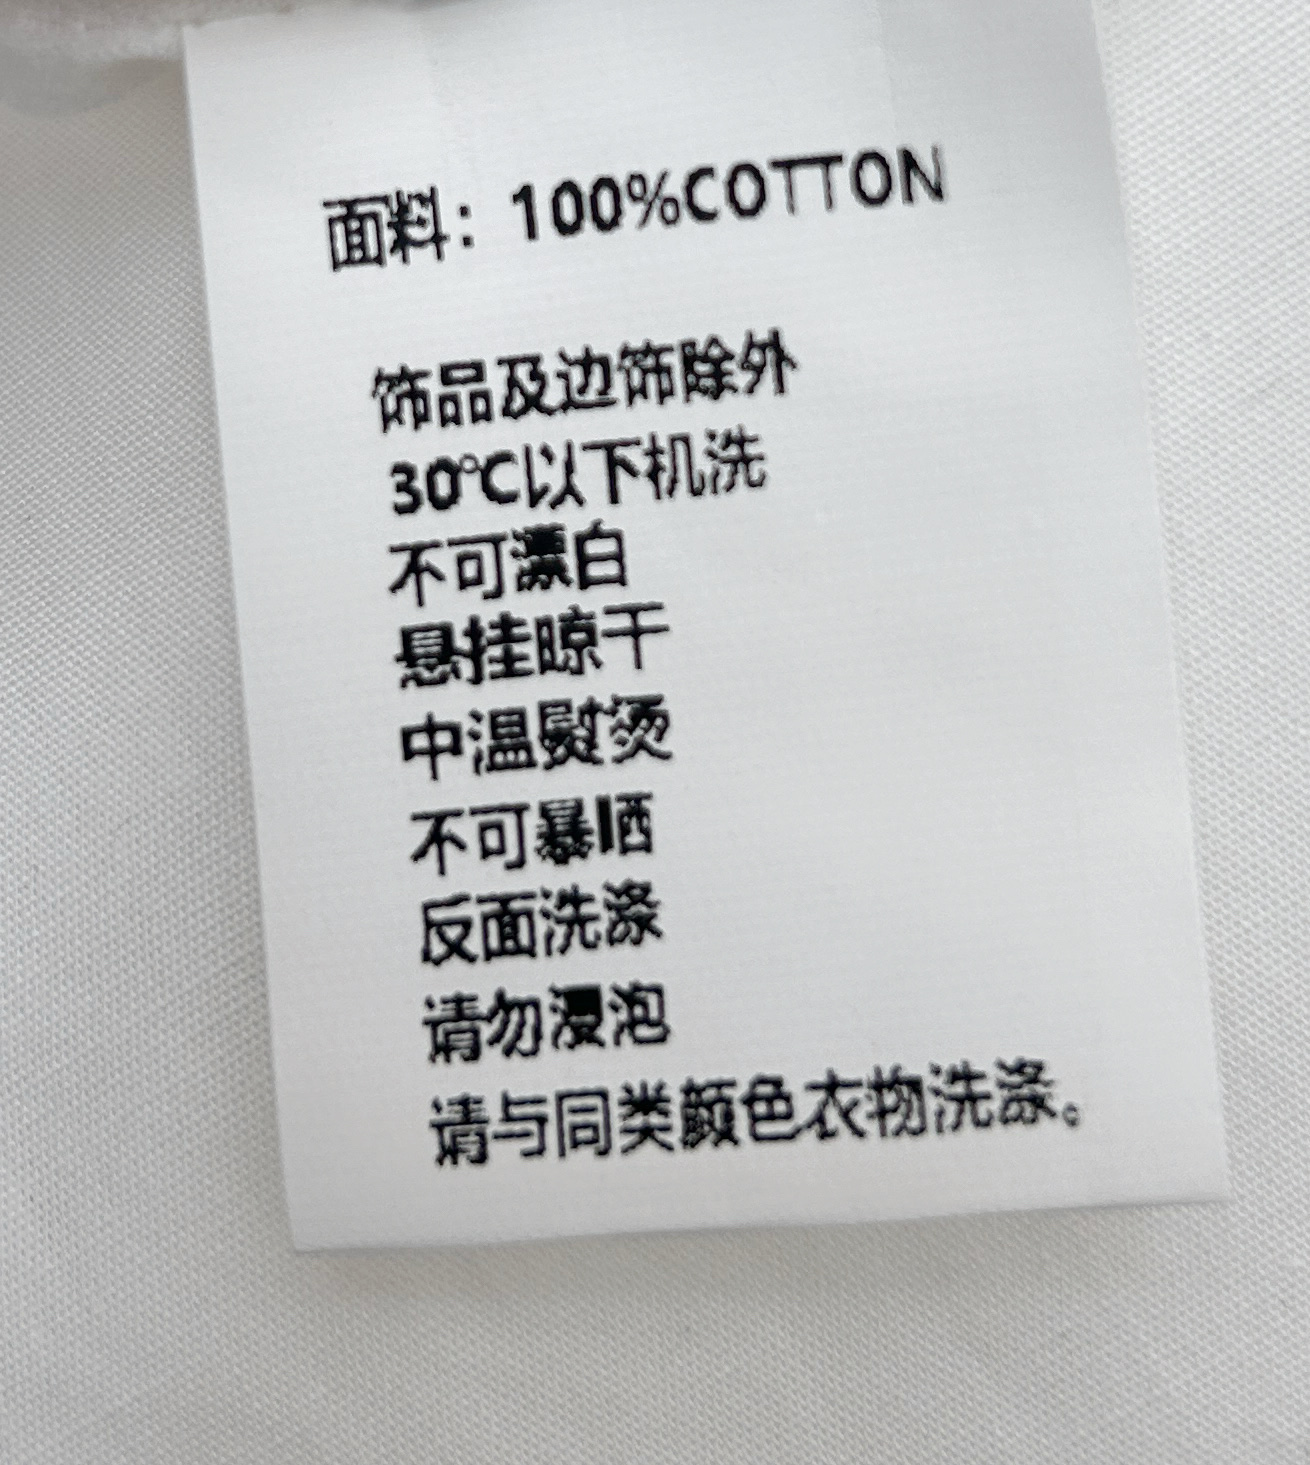 面料：100%COTTON
饰品及边饰除外
30℃以下机洗
不可漂白
悬挂晾干
中温熨烫
不可暴晒
反面洗涤
请勿浸泡
请与同类颜色衣物洗涤。